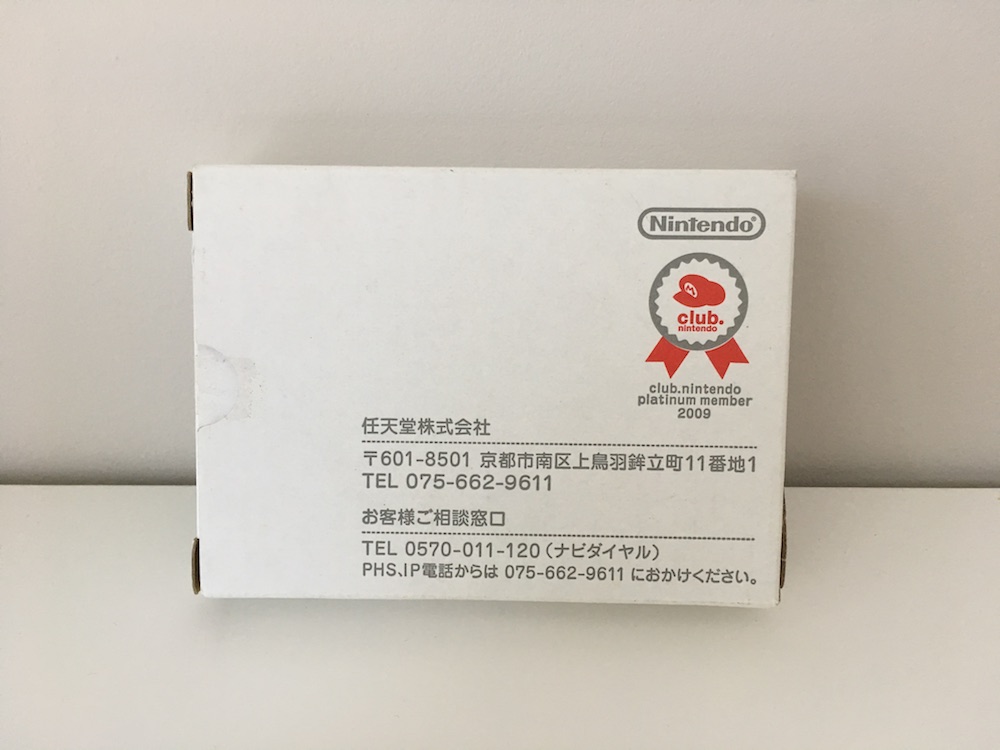 Nintendo®
M
club.
nintendo
club.nintendo
platinum member
2009
任天堂株式会社
〒601-8501 京都市南区上鳥羽鉾立町11番地1
TEL 075-662-9611
お客様ご相談窓口
TEL 0570-011-120（ナビダイヤル）
PHS、IP電話からは 075-662-9611 におかけください。